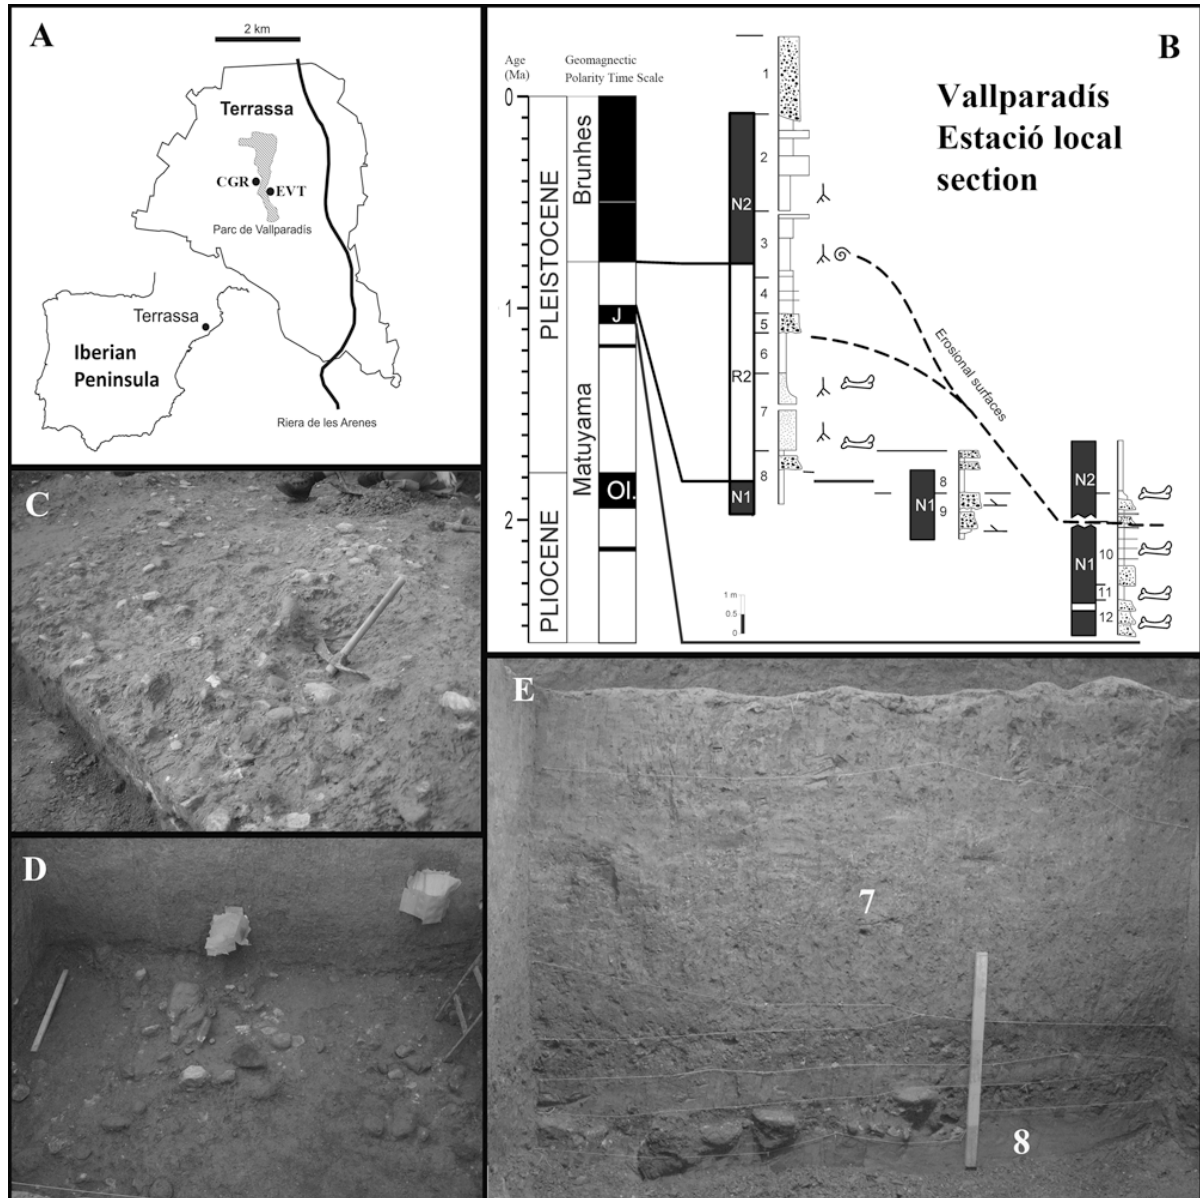 A
2 km
Terrassa
CGR
EVT
Parc de Vallparadís
Terrassa
Iberian
Peninsula
Riera de les Arenes
B
Age
(Ma)
Geomagnectic
Polarity Time Scale
0
1
2
PLEISTOCENE
PLIOCENE
Brunhes
Matuyama
J
Ol.
N2
R2
N1
1
2
3
4
5
6
7
8
Vallparadís
Estació local
section
Erosional surfaces
N1
8
9
N2
N1
10
11
12
1 m
0.5
0
C
D
E
7
8